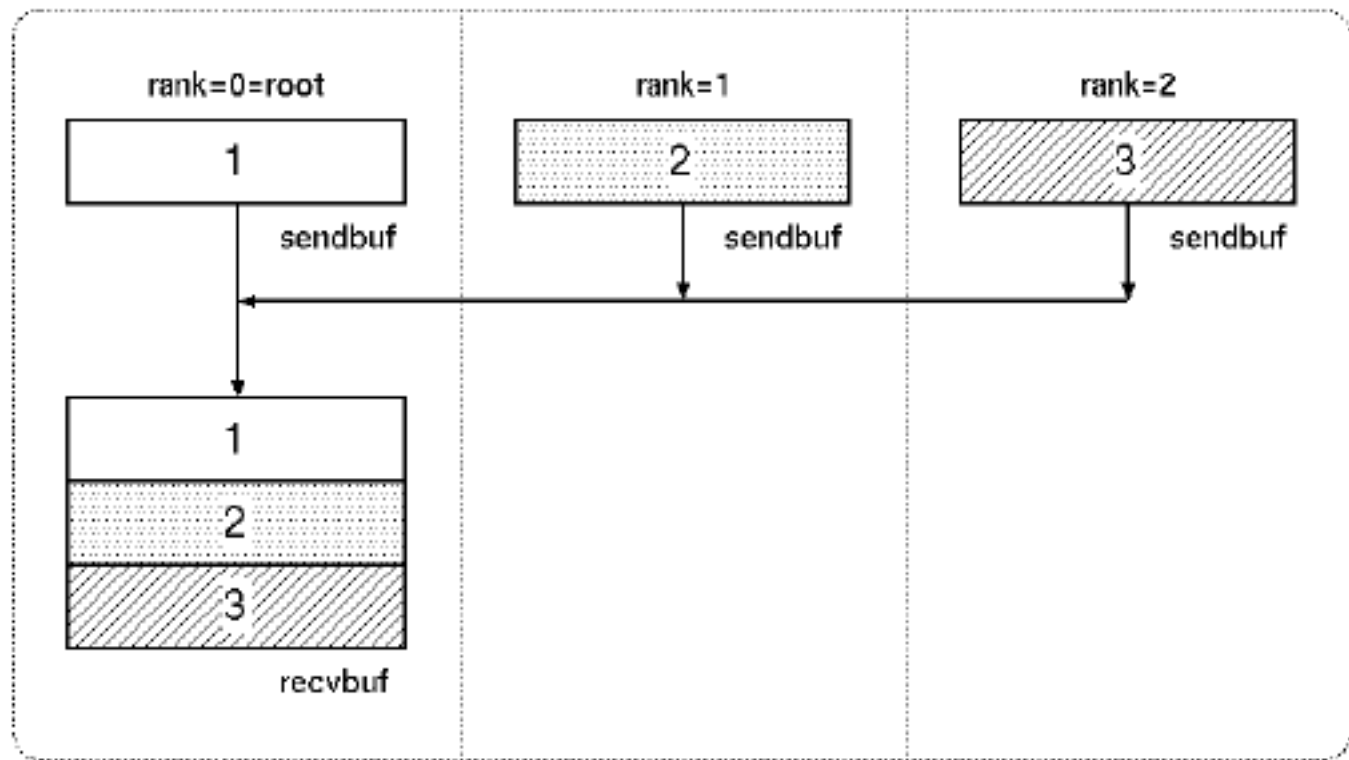 rank=0=root
rank=1
rank=2
1
2
3
sendbuf
sendbuf
sendbuf
1
2
3
recvbuf